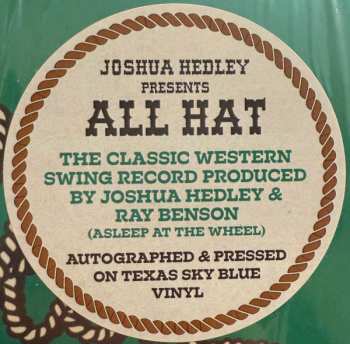 JOSHUA HEDLEY
PRESENTS
ALL HAT
THE CLASSIC WESTERN
SWING RECORD PRODUCED
BY JOSHUA HEDLEY &
RAY BENSON
(ASLEEP AT THE WHEEL)
AUTOGRAPHED & PRESSED
ON TEXAS SKY BLUE
VINYL